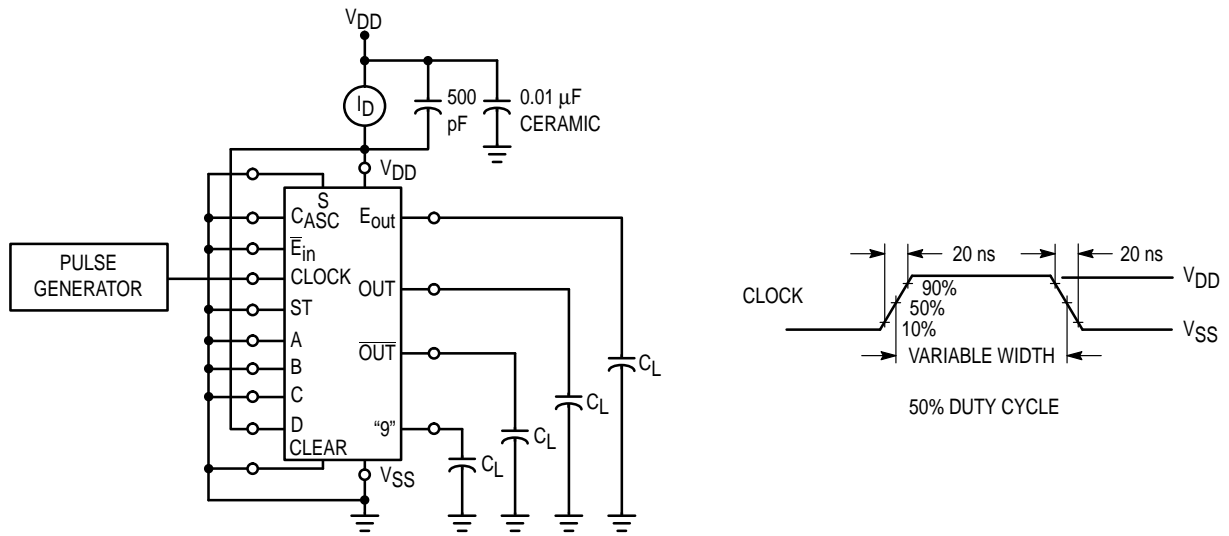 VDD
ID
500 pF
0.01 μF CERAMIC
VDD
S
CASC
E̅in
CLOCK
ST
A
B
C
D
CLEAR
Eout
OUT
O̅U̅T̅
“9”
VSS
PULSE GENERATOR
CL
CL
CL
CL
CLOCK
20 ns
20 ns
90%
50%
10%
VDD
VSS
VARIABLE WIDTH
50% DUTY CYCLE